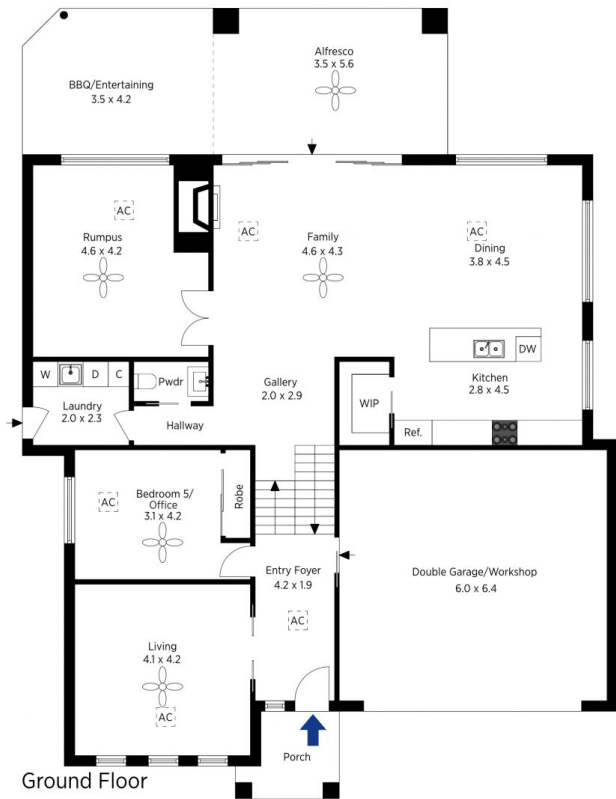 Alfresco
3.5 x 5.6
BBQ/Entertaining
3.5 x 4.2
AC
Rumpus
4.6 x 4.2
AC
Family
4.6 x 4.3
AC
Dining
3.8 x 4.5
DW
Kitchen
2.8 x 4.5
W
D
C
Pwdr
Laundry
2.0 x 2.3
Hallway
Gallery
2.0 x 2.9
WIP
Ref.
AC
Bedroom 5/
Office
3.1 x 4.2
Robe
Entry Foyer
4.2 x 1.9
AC
Double Garage/Workshop
6.0 x 6.4
Living
4.1 x 4.2
AC
Porch
Ground Floor